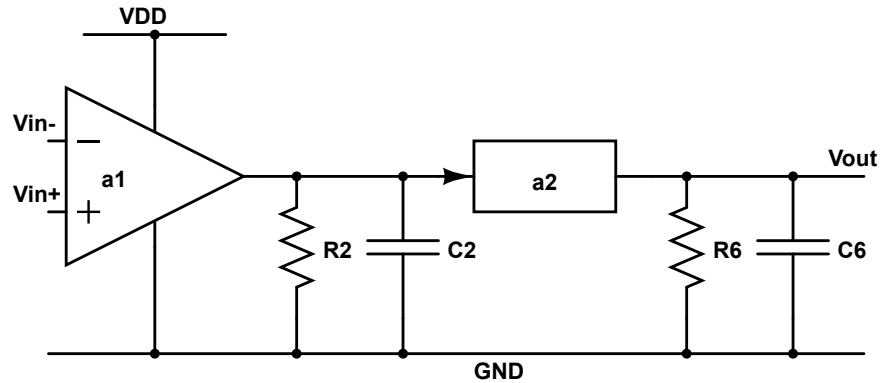 VDD
Vin-
Vin+
a1
R2
C2
a2
Vout
R6
C6
GND